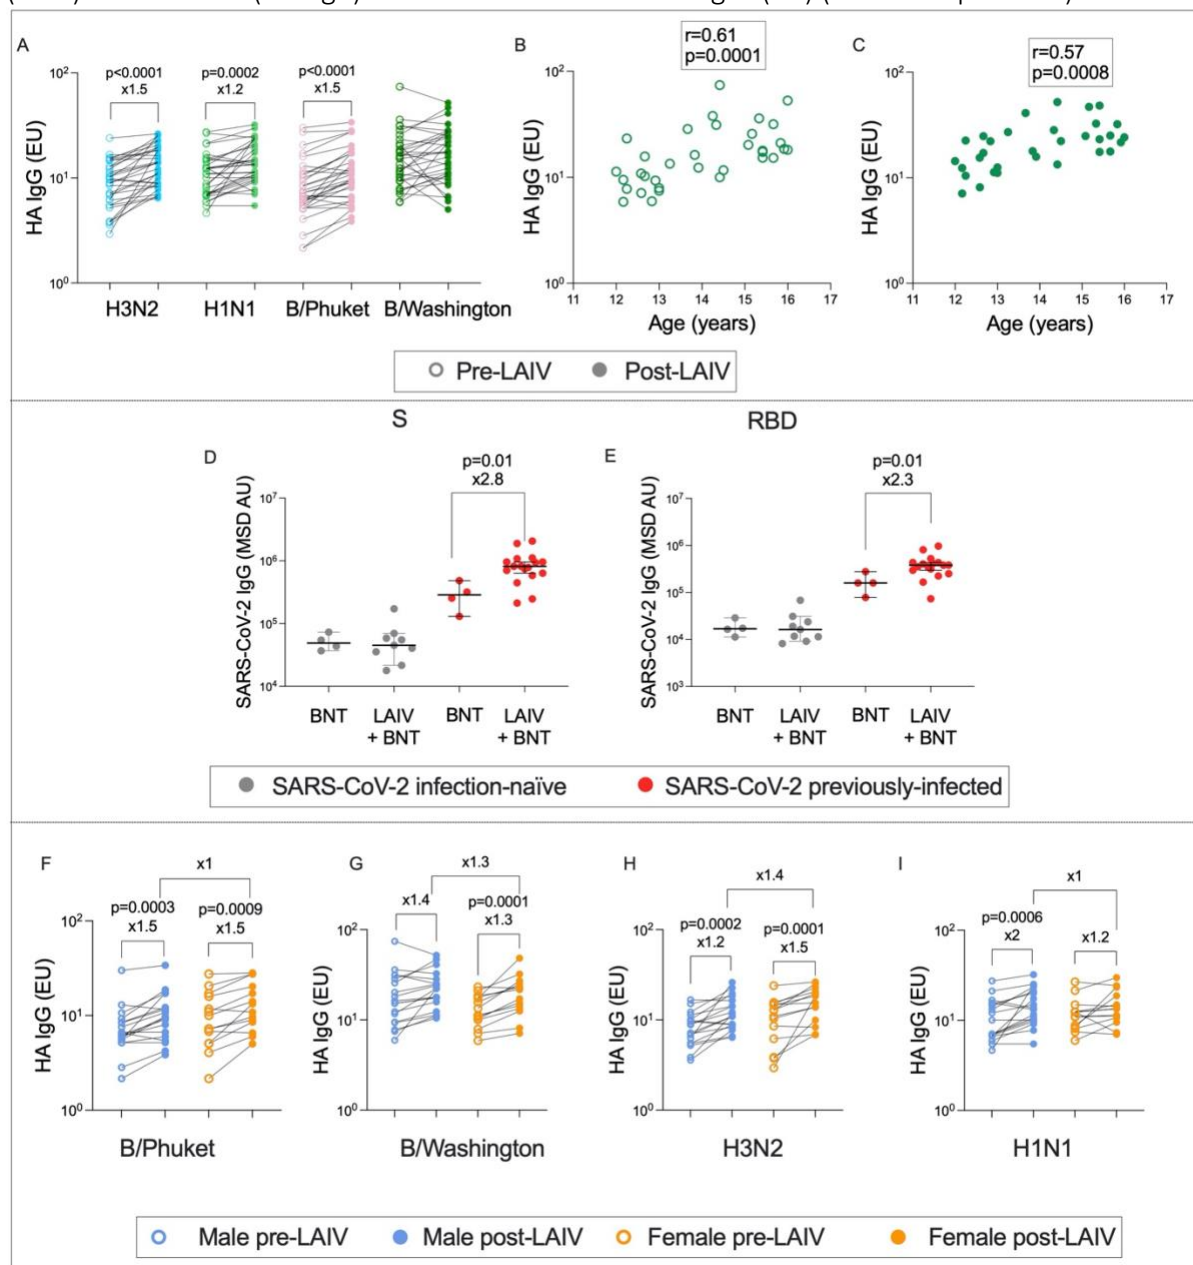 A
p<0.0001
x1.5
p=0.0002
x1.2
p<0.0001
x1.5
HA IgG (EU)
10²
10¹
10⁰
H3N2
H1N1
B/Phuket
B/Washington
B
r=0.61
p=0.0001
HA IgG (EU)
10²
10¹
10⁰
11 12 13 14 15 16 17
Age (years)
C
r=0.57
p=0.0008
HA IgG (EU)
10²
10¹
10⁰
11 12 13 14 15 16 17
Age (years)
Pre-LAIV Post-LAIV
S
RBD
D
p=0.01
x2.8
SARS-CoV-2 IgG (MSD AU)
10⁷
10⁶
10⁵
10⁴
BNT
LAIV
+ BNT
BNT
LAIV
+ BNT
E
p=0.01
x2.3
SARS-CoV-2 IgG (MSD AU)
10⁷
10⁶
10⁵
10⁴
10³
BNT
LAIV
+ BNT
BNT
LAIV
+ BNT
SARS-CoV-2 infection-naïve SARS-CoV-2 previously-infected
F
x1
p=0.0003
x1.5
p=0.0009
x1.5
HA IgG (EU)
10²
10¹
10⁰
B/Phuket
G
x1.3
x1.4
p=0.0001
x1.3
HA IgG (EU)
10²
10¹
10⁰
B/Washington
H
x1.4
p=0.0002
x1.2
p=0.0001
x1.5
HA IgG (EU)
10²
10¹
10⁰
H3N2
I
x1
p=0.0006
x2
x1.2
HA IgG (EU)
10²
10¹
10⁰
H1N1
Male pre-LAIV Male post-LAIV Female pre-LAIV Female post-LAIV